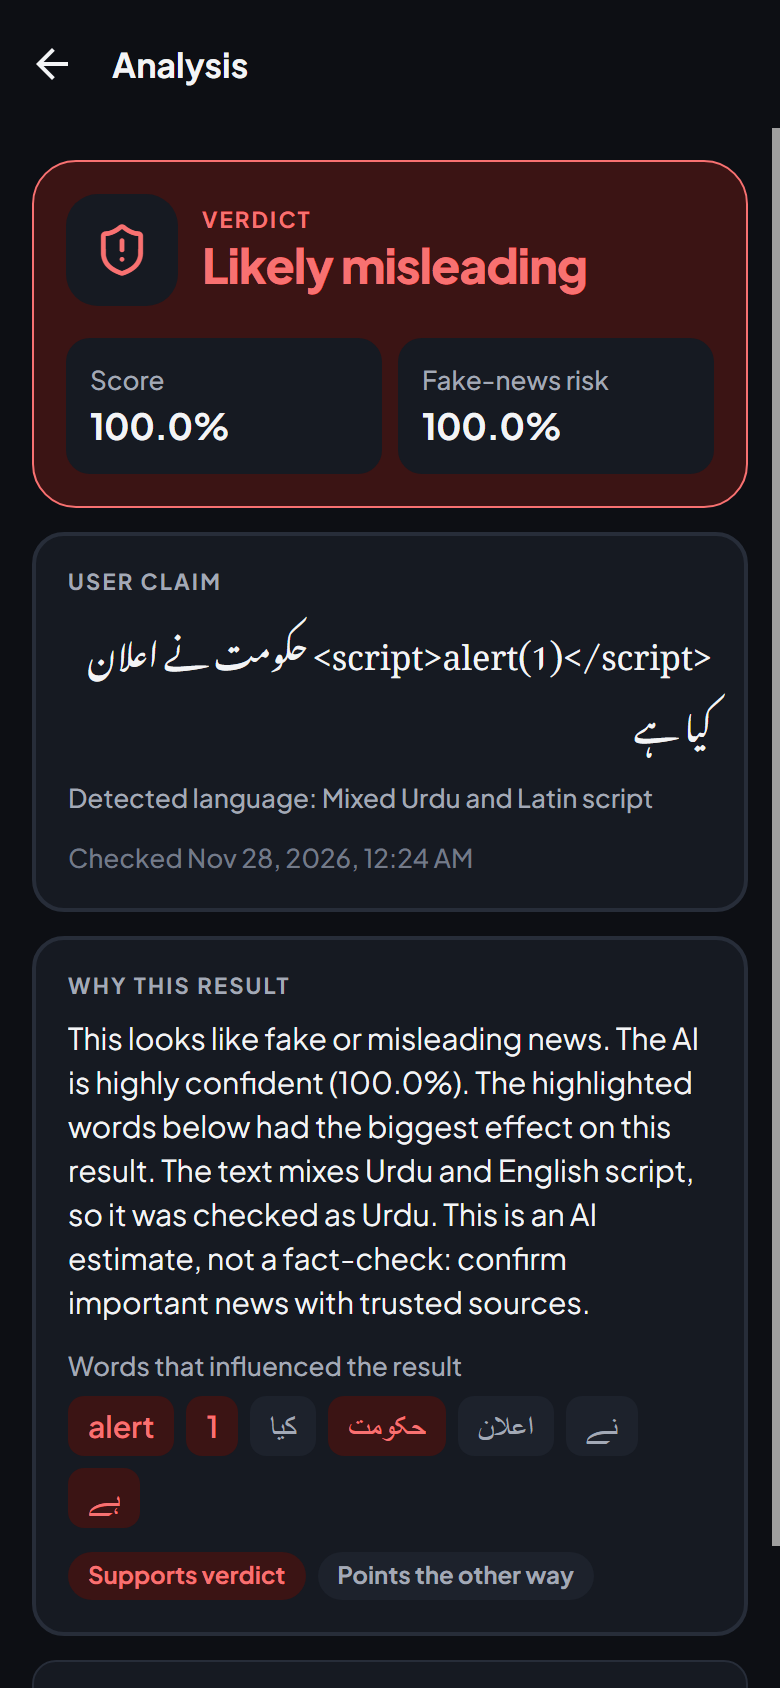 Analysis
VERDICT
Likely misleading
Score
100.0%
Fake-news risk
100.0%
USER CLAIM
<script>alert(1)</script> حکومت نے اعلان
کیا ہے
Detected language: Mixed Urdu and Latin script
Checked Nov 28, 2026, 12:24 AM
WHY THIS RESULT
This looks like fake or misleading news. The AI
is highly confident (100.0%). The highlighted
words below had the biggest effect on this
result. The text mixes Urdu and English script,
so it was checked as Urdu. This is an AI
estimate, not a fact-check: confirm
important news with trusted sources.
Words that influenced the result
alert 1 کیا حکومت اعلان نے
ہے
Supports verdict Points the other way